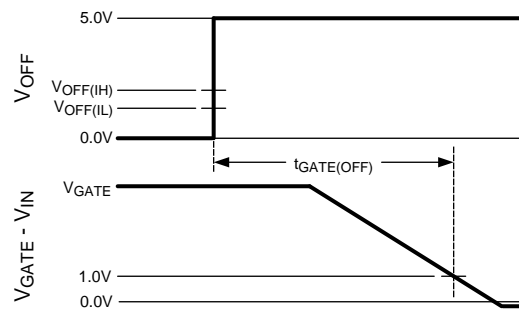 VOFF
5.0V
VOFF(IH)
VOFF(IL)
0.0V
tGATE(OFF)
VGATE - VIN
VGATE
1.0V
0.0V